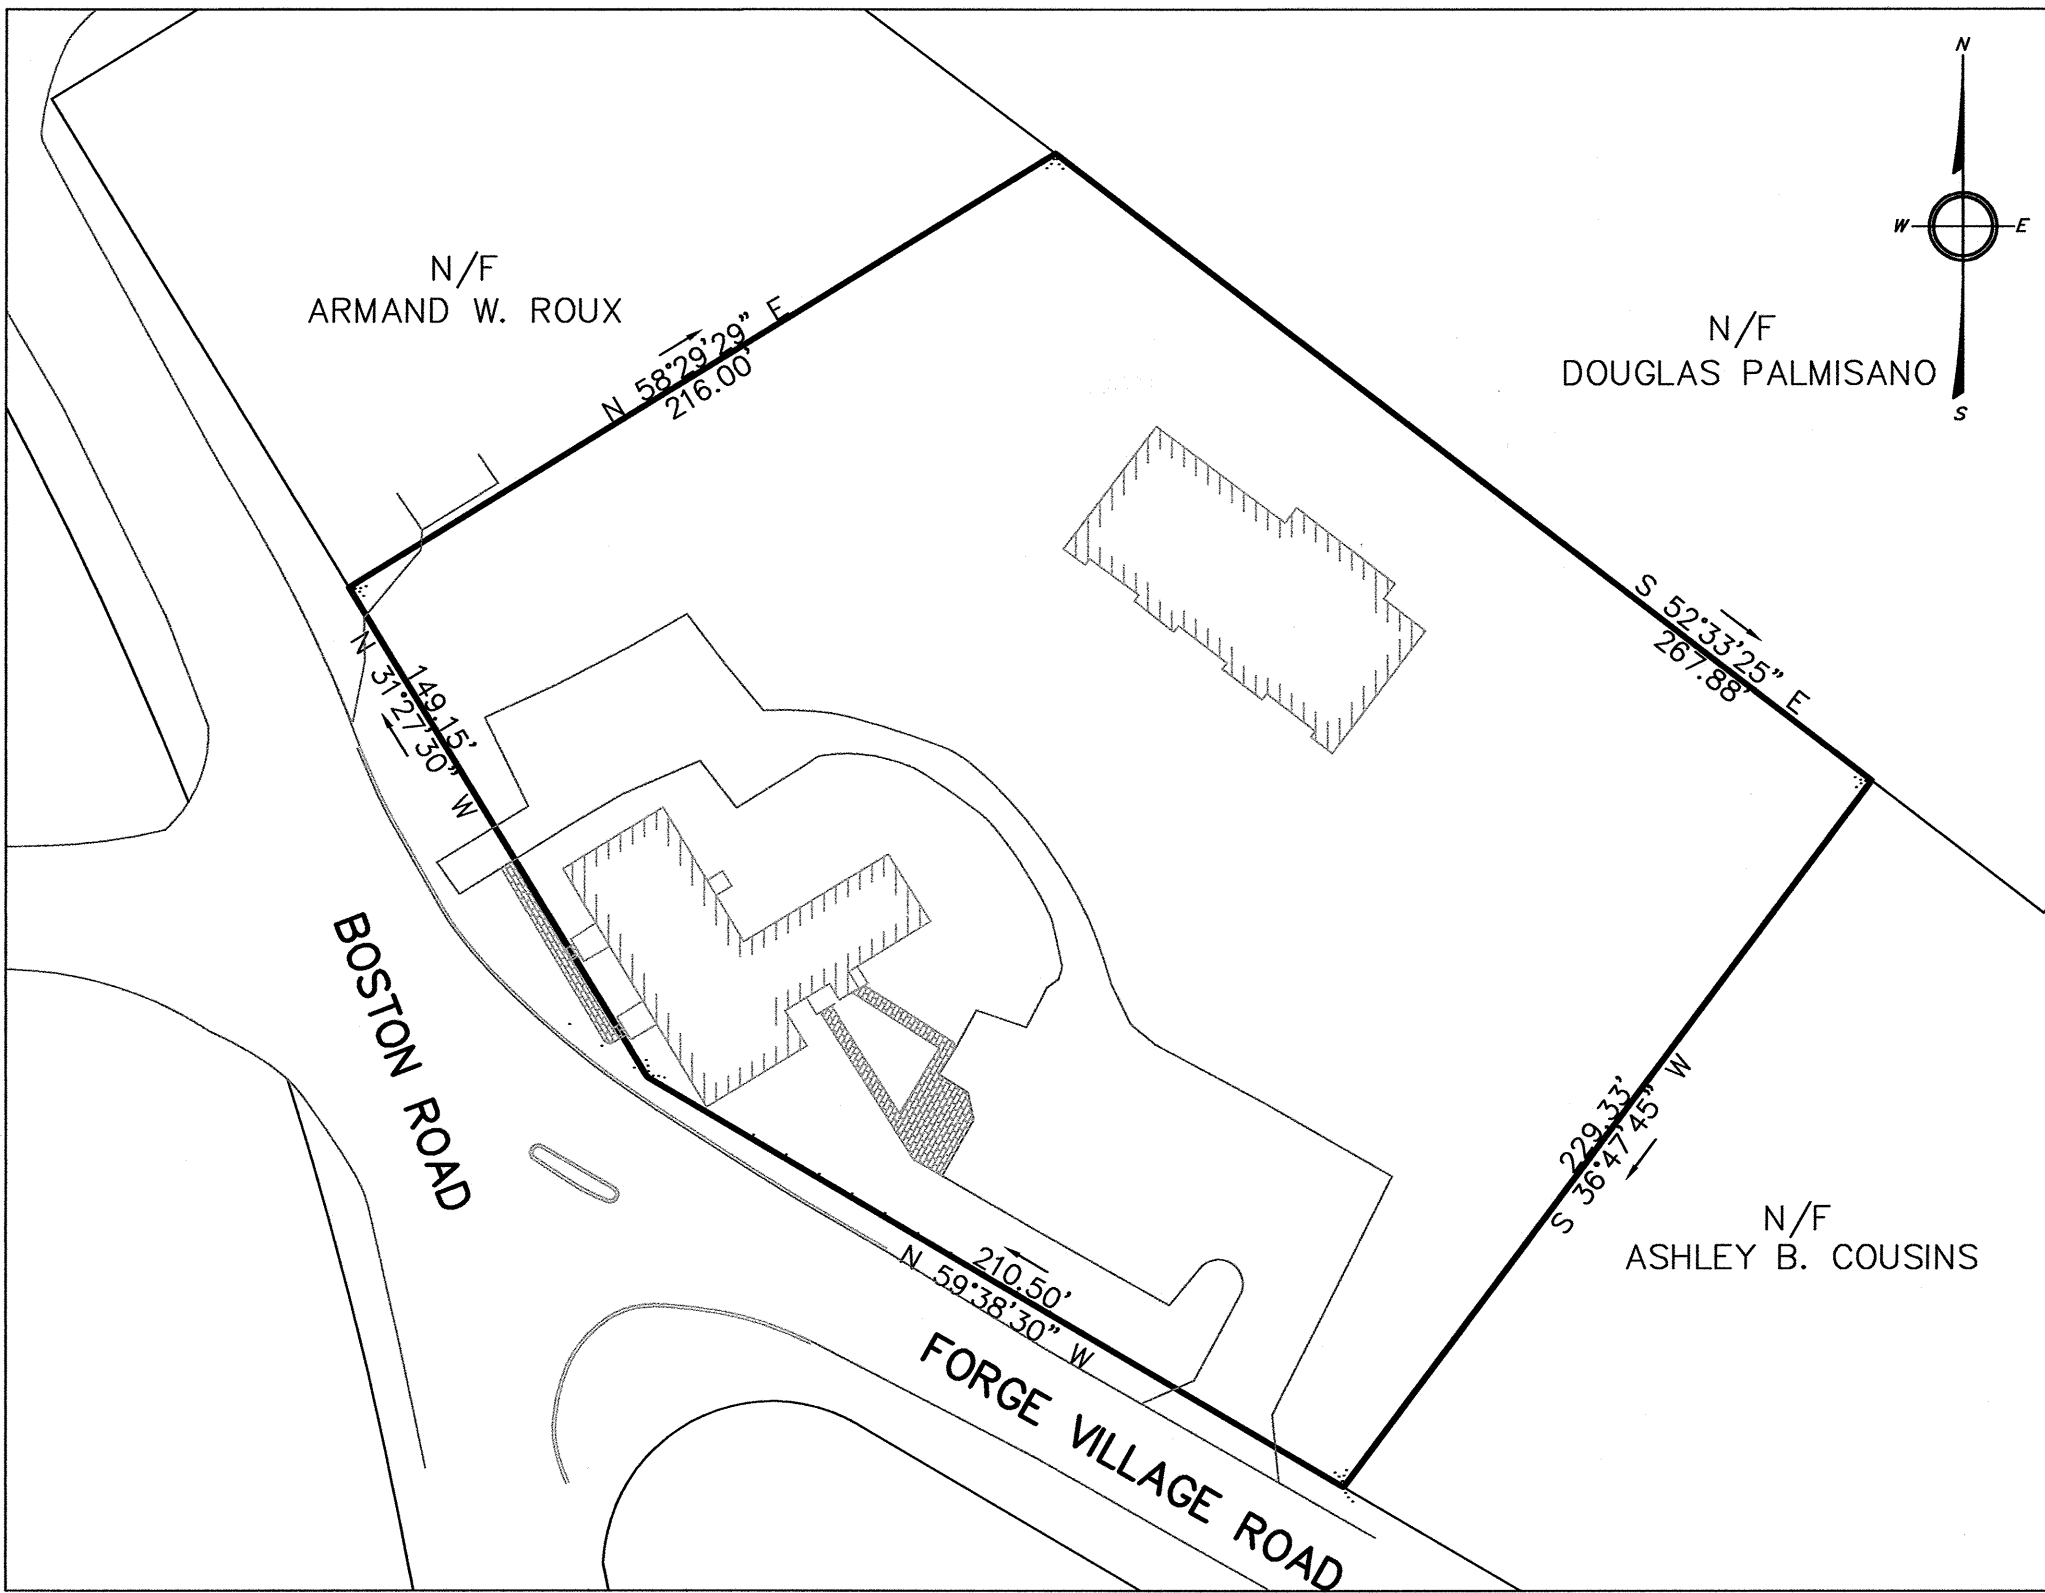 N
W
E
S
N/F
ARMAND W. ROUX
N 58°29'29" E
216.00'
N/F
DOUGLAS PALMISANO
S 52°33'25" E
267.88'
149.15'
N 31°27'30" W
BOSTON ROAD
229.33'
S 36°47'45" W
N/F
ASHLEY B. COUSINS
210.50'
N 59°38'30" W
FORGE VILLAGE ROAD